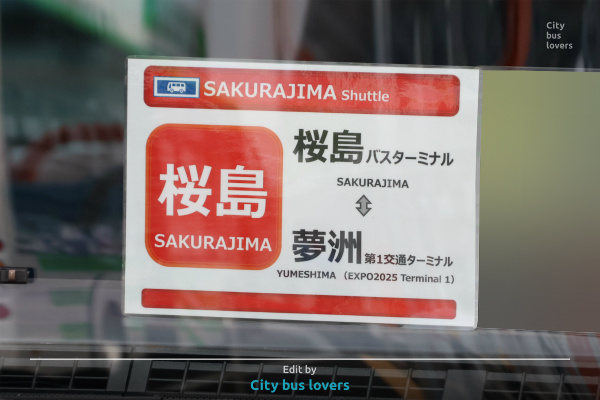 City
bus
lovers
SAKURAJIMA Shuttle
桜島
SAKURAJIMA
桜島バスターミナル
SAKURAJIMA
夢洲第1交通ターミナル
YUMESHIMA （EXPO2025 Terminal 1）
Edit by
City bus lovers